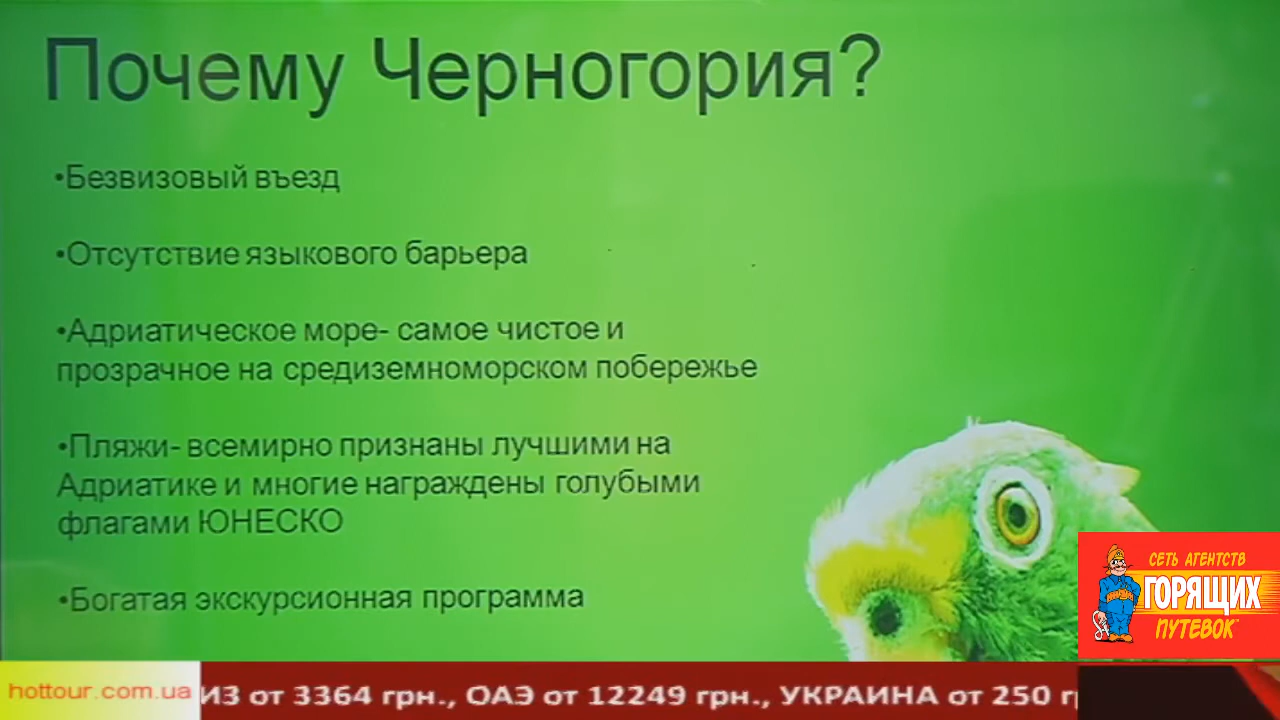 Почему Черногория?
•Безвизовый въезд
•Отсутствие языкового барьера
•Адриатическое море- самое чистое и
прозрачное на средиземноморском побережье
•Пляжи- всемирно признаны лучшими на
Адриатике и многие награждены голубыми
флагами ЮНЕСКО
•Богатая экскурсионная программа
СЕТЬ АГЕНТСТВ
ГОРЯЩИХ
ПУТЕВОК
hottour.com.ua
ИЗ от 3364 грн., ОАЭ от 12249 грн., УКРАИНА от 250